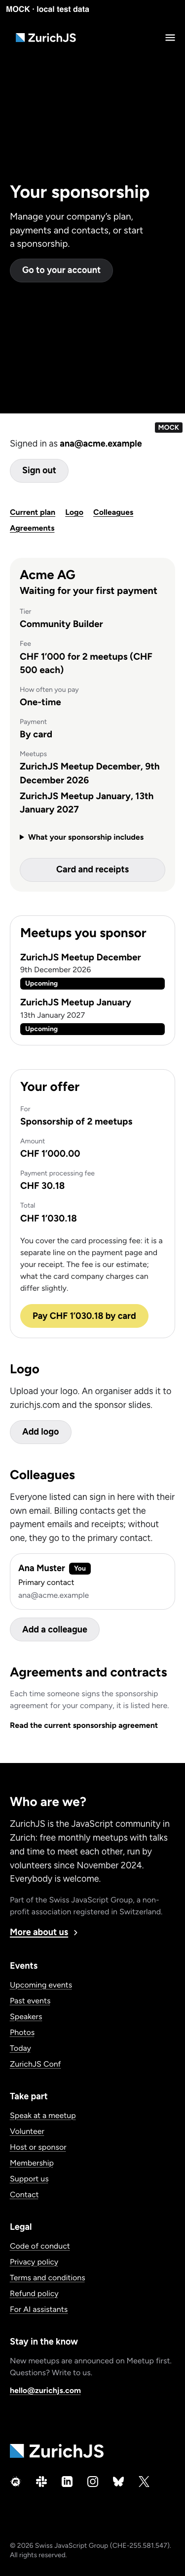 MOCK · local test data
ZurichJS
Your sponsorship
Manage your company's plan,
payments and contacts, or start
a sponsorship.
Go to your account
MOCK
Signed in as ana@acme.example
Sign out
Current plan Logo Colleagues
Agreements
Acme AG
Waiting for your first payment
Tier
Community Builder
Fee
CHF 1'000 for 2 meetups (CHF
500 each)
How often you pay
One-time
Payment
By card
Meetups
ZurichJS Meetup December, 9th
December 2026
ZurichJS Meetup January, 13th
January 2027
What your sponsorship includes
Card and receipts
Meetups you sponsor
ZurichJS Meetup December
9th December 2026
Upcoming
ZurichJS Meetup January
13th January 2027
Upcoming
Your offer
For
Sponsorship of 2 meetups
Amount
CHF 1'000.00
Payment processing fee
CHF 30.18
Total
CHF 1'030.18
You cover the card processing fee: it is a
separate line on the payment page and
your receipt. The fee is our estimate;
what the card company charges can
differ slightly.
Pay CHF 1'030.18 by card
Logo
Upload your logo. An organiser adds it to
zurichjs.com and the sponsor slides.
Add logo
Colleagues
Everyone listed can sign in here with their
own email. Billing contacts get the
payment emails and receipts; without
one, they go to the primary contact.
Ana Muster You
Primary contact
ana@acme.example
Add a colleague
Agreements and contracts
Each time someone signs the sponsorship
agreement for your company, it is listed here.
Read the current sponsorship agreement
Who are we?
ZurichJS is the JavaScript community in
Zurich: free monthly meetups with talks
and time to meet each other, run by
volunteers since November 2024.
Everybody is welcome.
Part of the Swiss JavaScript Group, a non-
profit association registered in Switzerland.
More about us
Events
Upcoming events
Past events
Speakers
Photos
Today
ZurichJS Conf
Take part
Speak at a meetup
Volunteer
Host or sponsor
Membership
Support us
Contact
Legal
Code of conduct
Privacy policy
Terms and conditions
Refund policy
For AI assistants
Stay in the know
New meetups are announced on Meetup first.
Questions? Write to us.
hello@zurichjs.com
ZurichJS
© 2026 Swiss JavaScript Group (CHE-255.581.547).
All rights reserved.